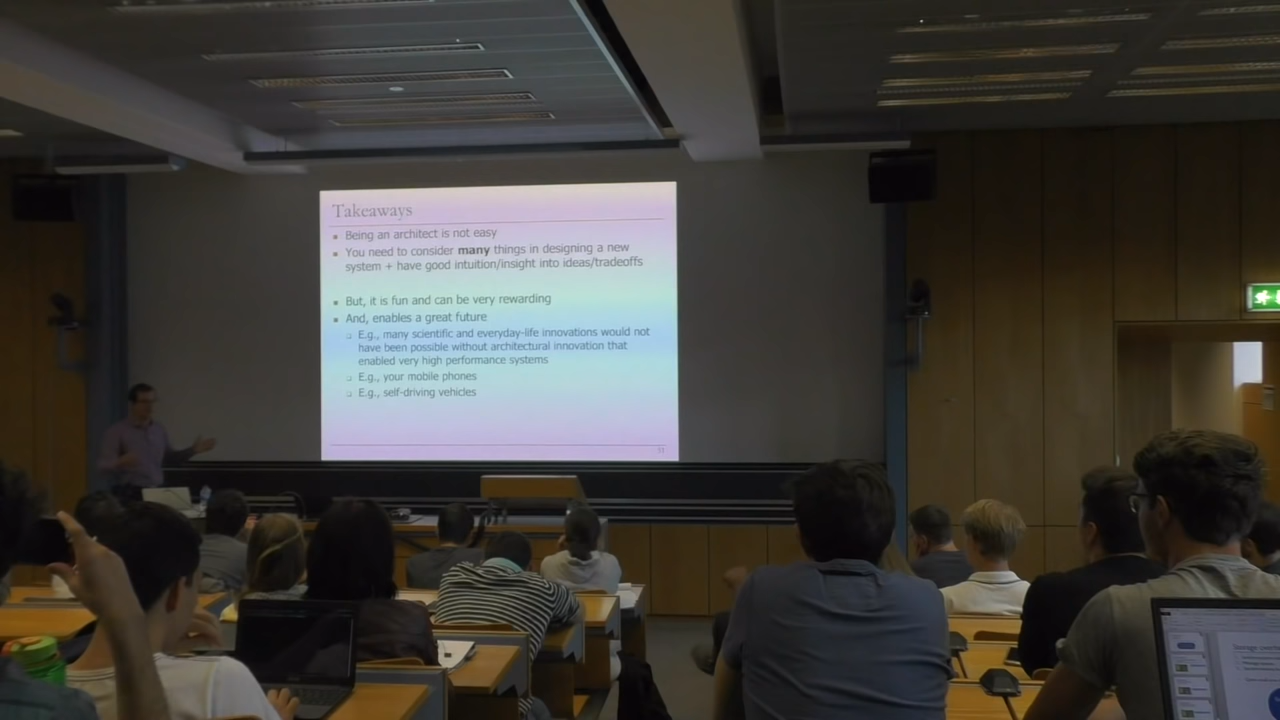 Takeaways
Being an architect is not easy
You need to consider many things in designing a new
system + have good intuition/insight into ideas/tradeoffs
But, it is fun and can be very rewarding
And, enables a great future
E.g., many scientific and everyday-life innovations would not
have been possible without architectural innovation that
enabled very high performance systems
E.g., your mobile phones
E.g., self-driving vehicles